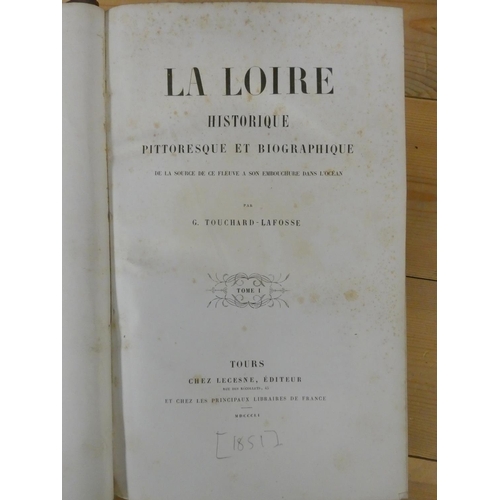 LA LOIRE
HISTORIQUE
PITTORESQUE ET BIOGRAPHIQUE
DE LA SOURCE DE CE FLEUVE A SON EMBOUCHURE DANS L'OCÉAN
PAR
G. TOUCHARD-LAFOSSE
TOME I
TOURS
CHEZ LECESNE, ÉDITEUR
ET CHEZ LES PRINCIPAUX LIBRAIRES DE FRANCE
[1851]